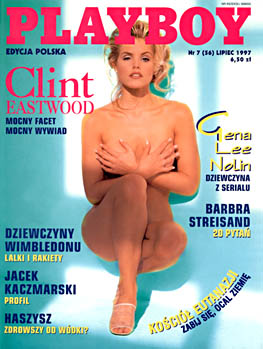 PLAYBOY
EDYCJA POLSKA
Nr 7 (56) LIPIEC 1997
6,50 zł
Clint
EASTWOOD
MOCNY FACET
MOCNY WYWIAD
Gena
Lee
Nolin
DZIEWCZYNA
Z SERIALU
BARBRA
STREISAND
20 PYTAŃ
DZIEWCZYNY
WIMBLEDONU
LALKI I RAKIETY
JACEK
KACZMARSKI
PROFIL
HASZYSZ
ZDROWSZY OD WÓDKI?
KOŚCIÓŁ EUTANAZJI
ZABIJ SIĘ, OCAL ZIEMIĘ